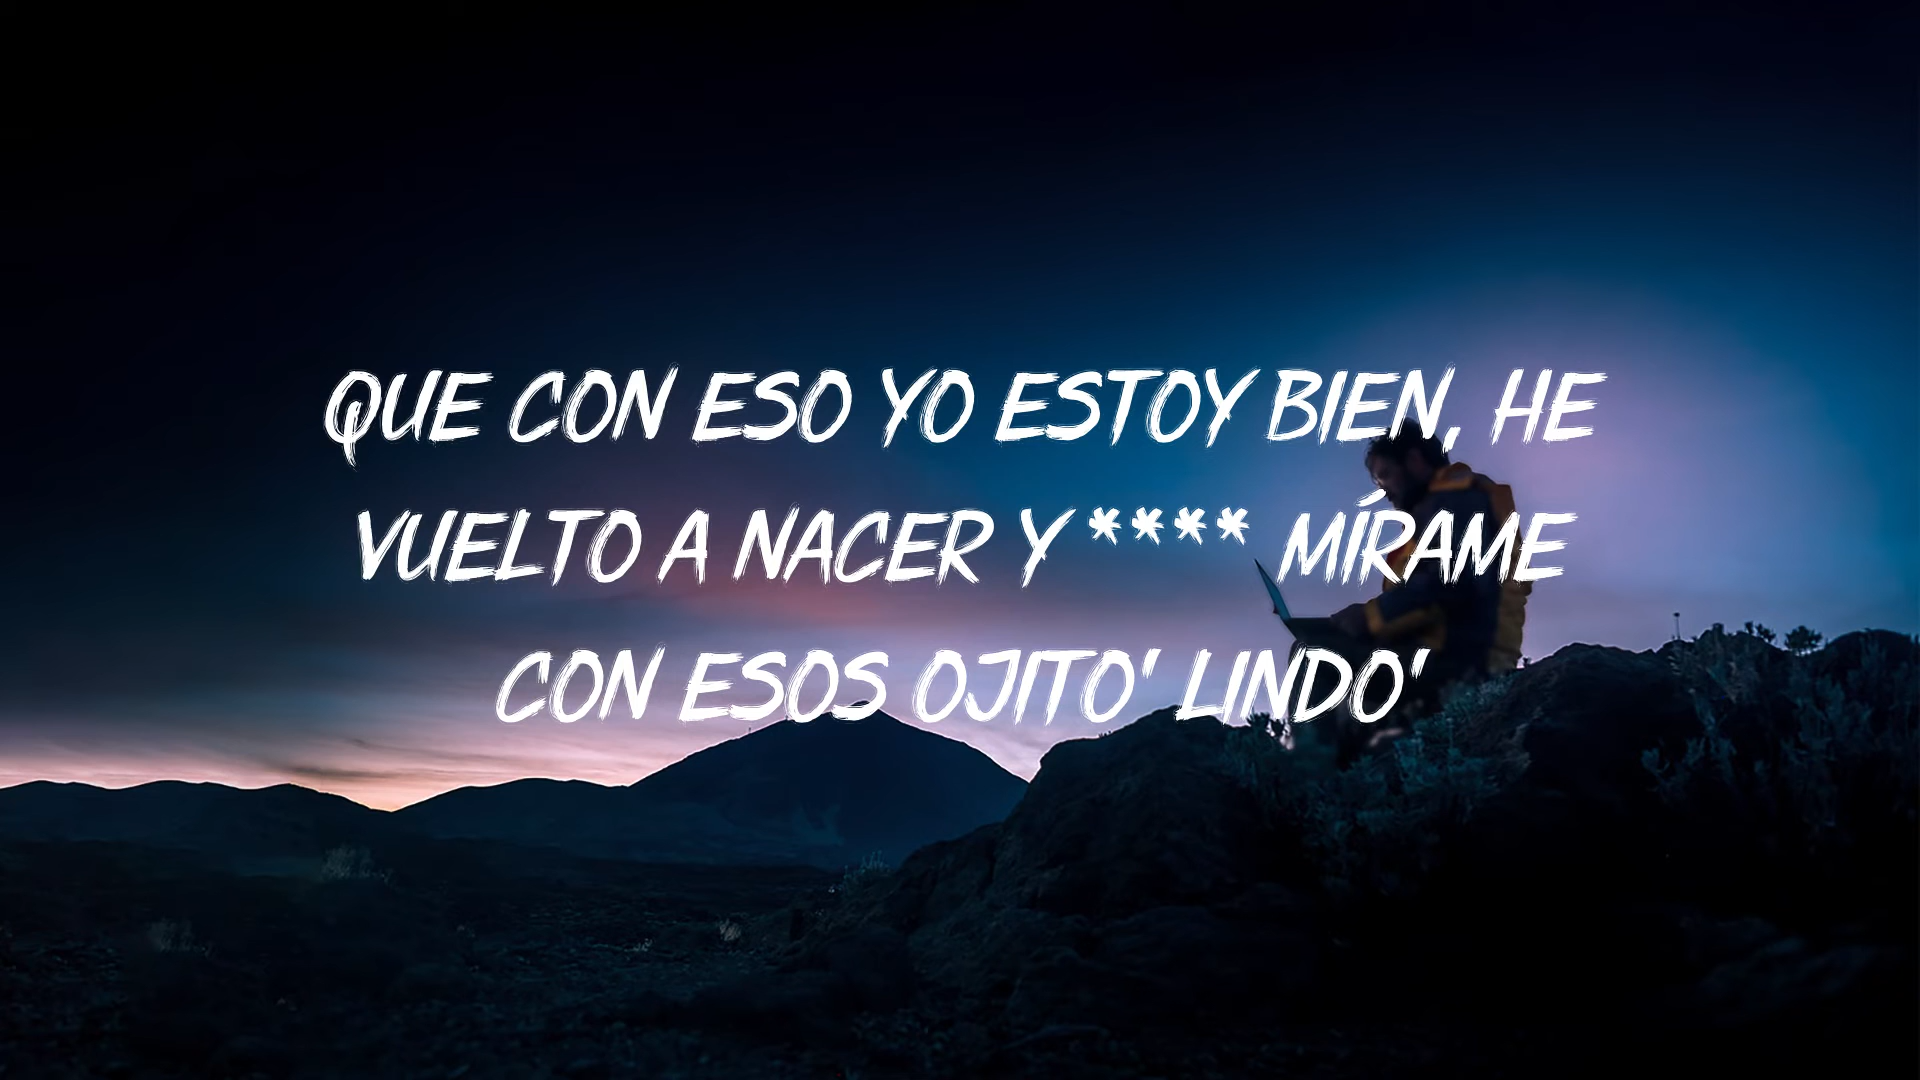 QUE CON ESO YO ESTOY BIEN, HE
VUELTO A NACER Y **** MÍRAME
CON ESOS OJITO' LINDO'